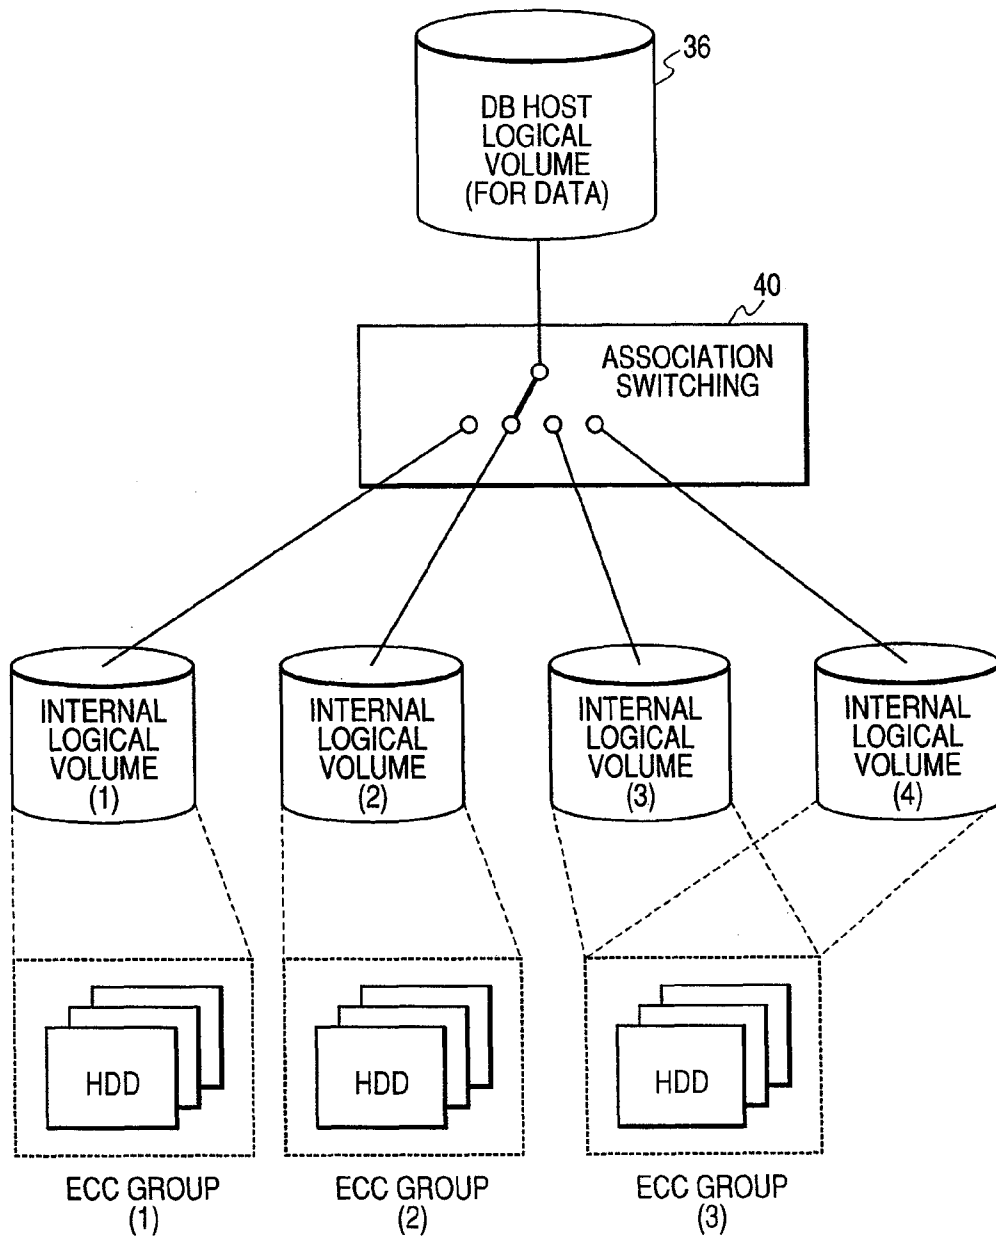 36
DB HOST
LOGICAL
VOLUME
(FOR DATA)
40
ASSOCIATION
SWITCHING
INTERNAL
LOGICAL
VOLUME
(1)
INTERNAL
LOGICAL
VOLUME
(2)
INTERNAL
LOGICAL
VOLUME
(3)
INTERNAL
LOGICAL
VOLUME
(4)
HDD
HDD
HDD
ECC GROUP
(1)
ECC GROUP
(2)
ECC GROUP
(3)